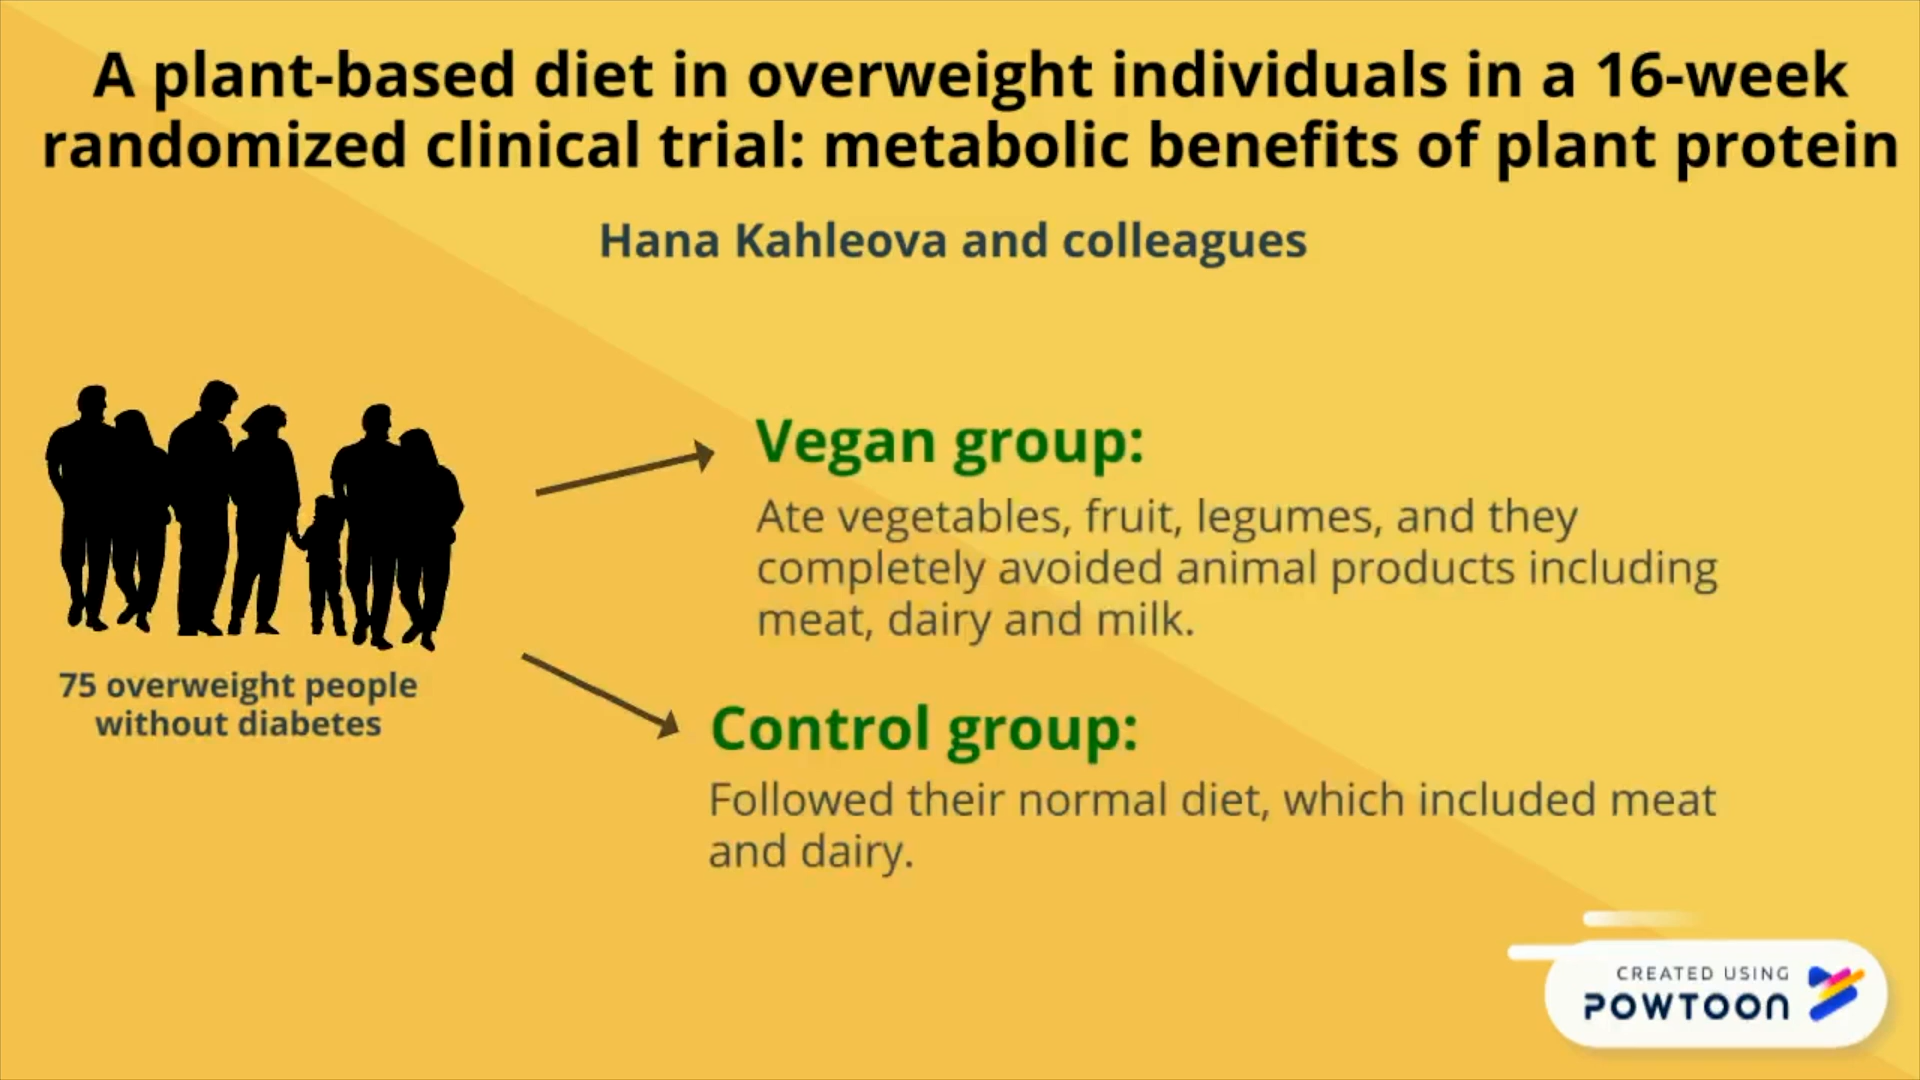 A plant-based diet in overweight individuals in a 16-week
randomized clinical trial: metabolic benefits of plant protein
Hana Kahleova and colleagues
75 overweight people
without diabetes
Vegan group:
Ate vegetables, fruit, legumes, and they
completely avoided animal products including
meat, dairy and milk.
Control group:
Followed their normal diet, which included meat
and dairy.
CREATED USING
POWTOON